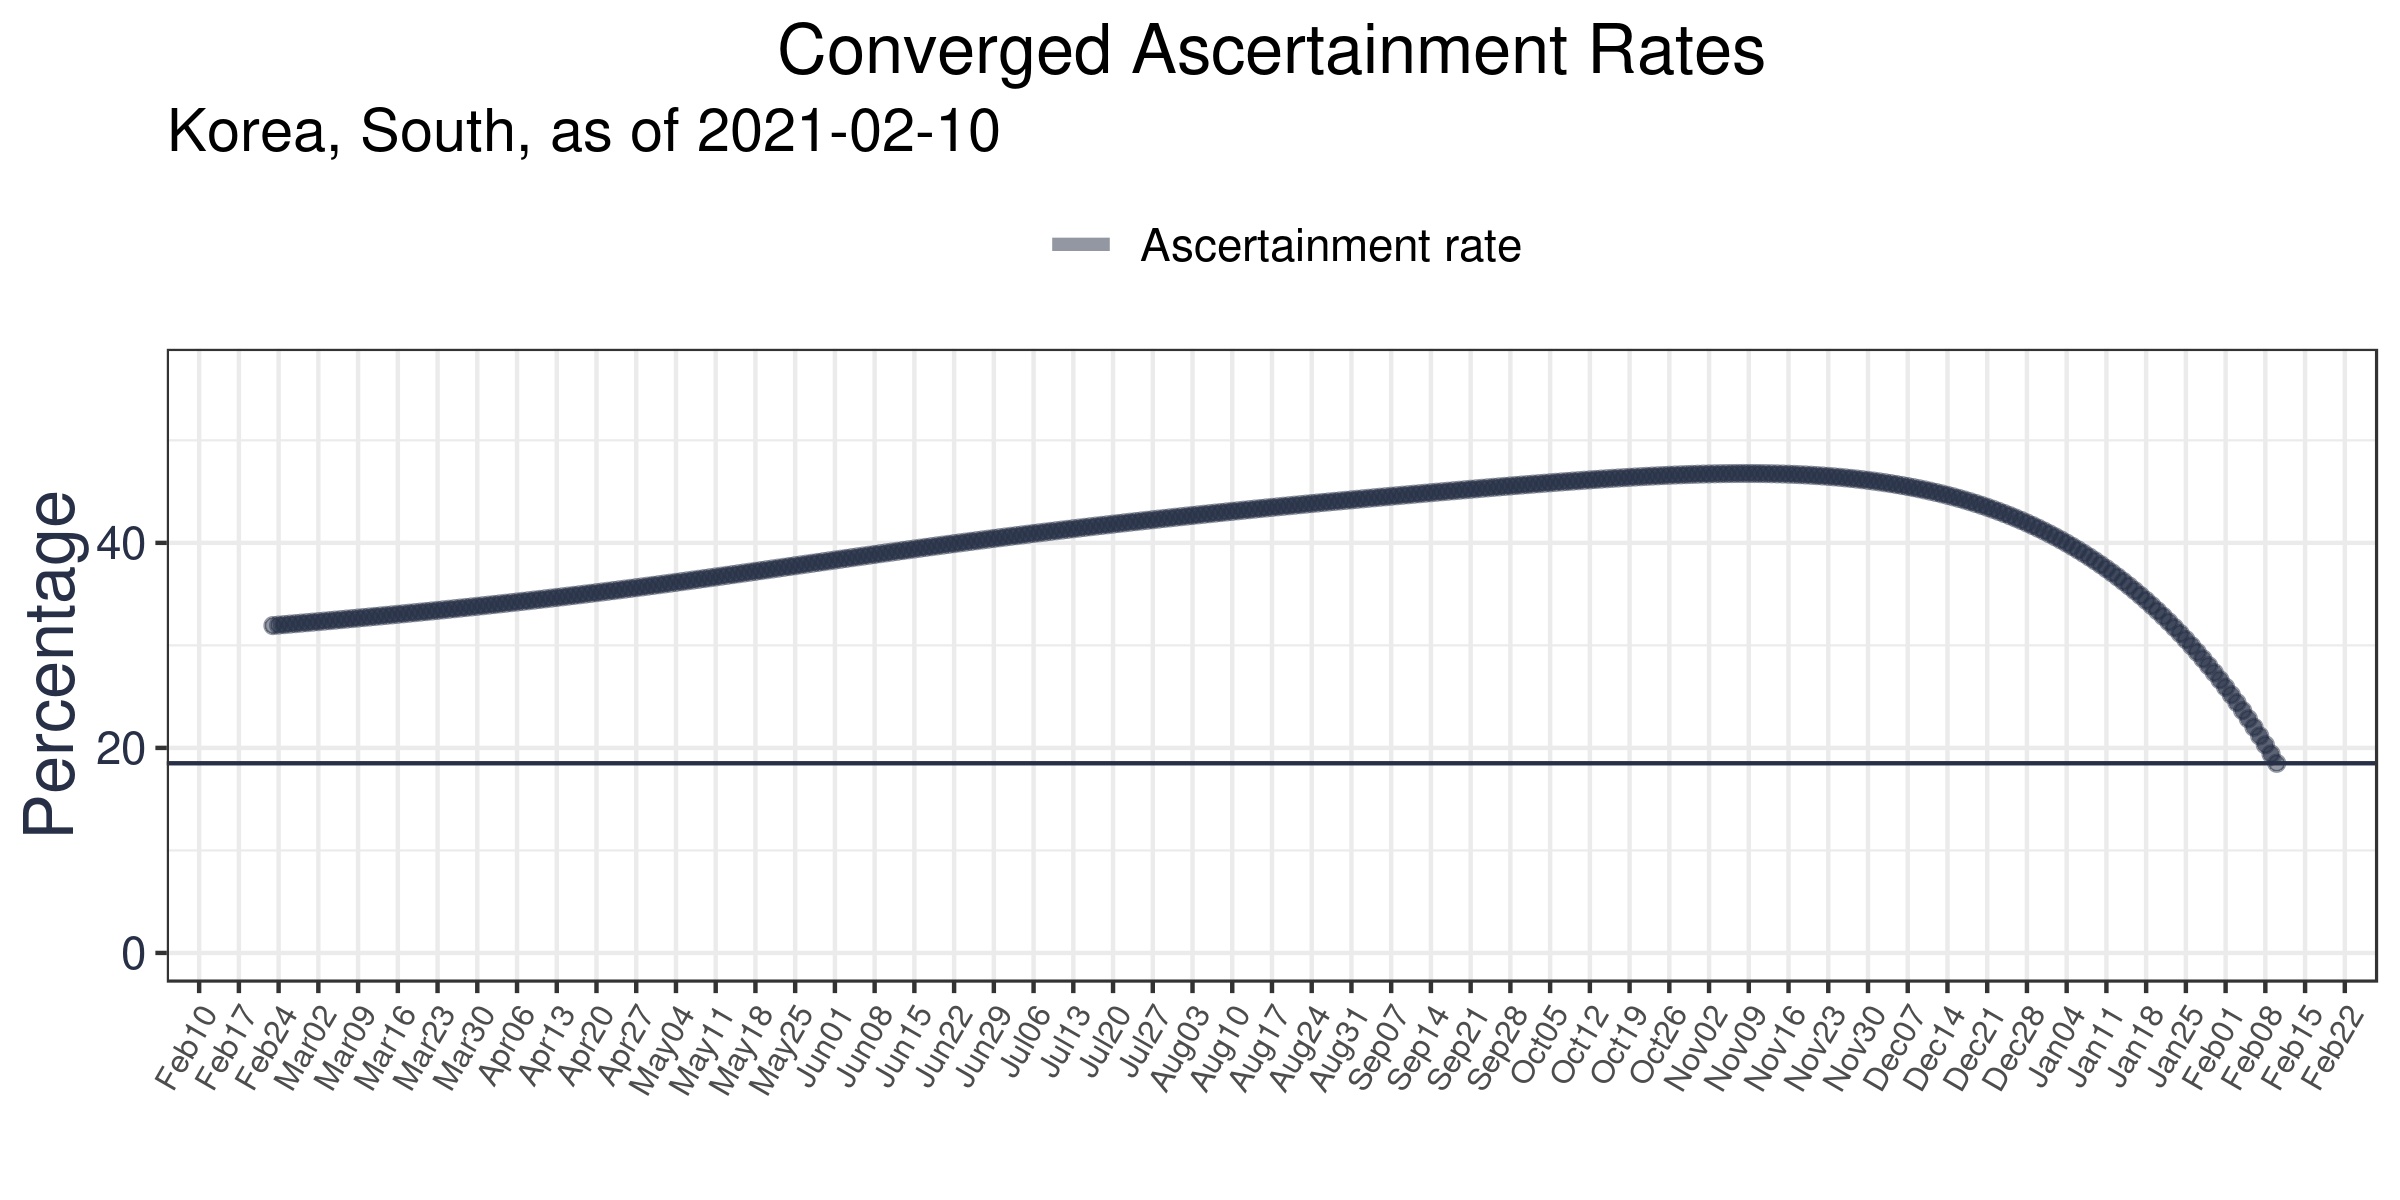 Converged Ascertainment Rates
Korea, South, as of 2021-02-10
Ascertainment rate
Percentage
40
20
0
Feb10
Feb17
Feb24
Mar02
Mar09
Mar16
Mar23
Mar30
Apr06
Apr13
Apr20
Apr27
May04
May11
May18
May25
Jun01
Jun08
Jun15
Jun22
Jun29
Jul06
Jul13
Jul20
Jul27
Aug03
Aug10
Aug17
Aug24
Aug31
Sep07
Sep14
Sep21
Sep28
Oct05
Oct12
Oct19
Oct26
Nov02
Nov09
Nov16
Nov23
Nov30
Dec07
Dec14
Dec21
Dec28
Jan04
Jan11
Jan18
Jan25
Feb01
Feb08
Feb15
Feb22